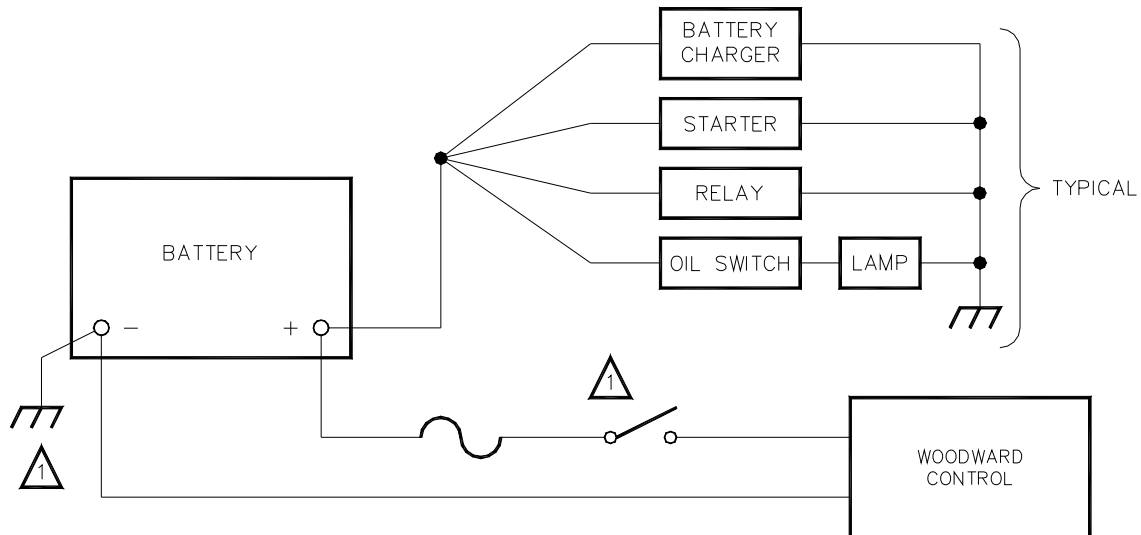 BATTERY
CHARGER
STARTER
RELAY
TYPICAL
BATTERY
OIL SWITCH
LAMP
− +
1
WOODWARD
CONTROL
1